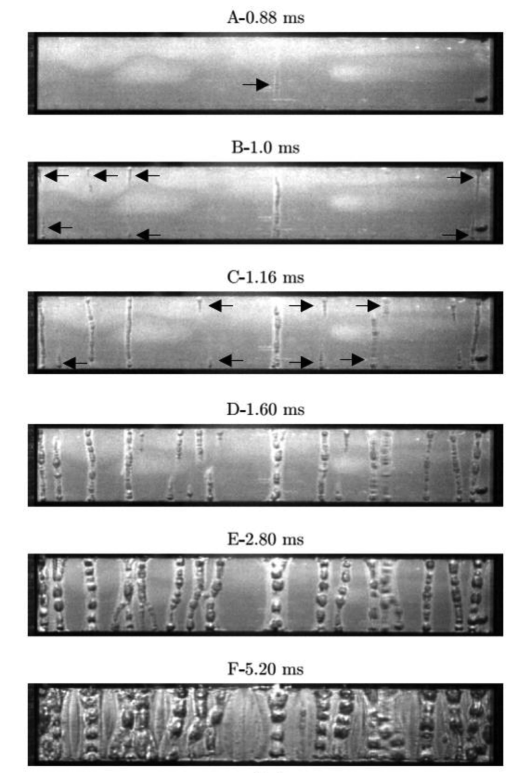 A-0.88 ms
B-1.0 ms
C-1.16 ms
D-1.60 ms
E-2.80 ms
F-5.20 ms